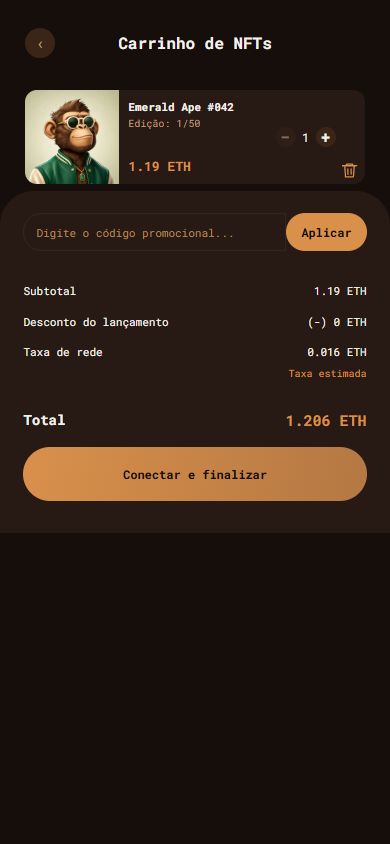 ‹
Carrinho de NFTs
Emerald Ape #042
Edição: 1/50
− 1 +
1.19 ETH
Digite o código promocional...
Aplicar
Subtotal 1.19 ETH
Desconto do lançamento (-) 0 ETH
Taxa de rede 0.016 ETH
Taxa estimada
Total 1.206 ETH
Conectar e finalizar